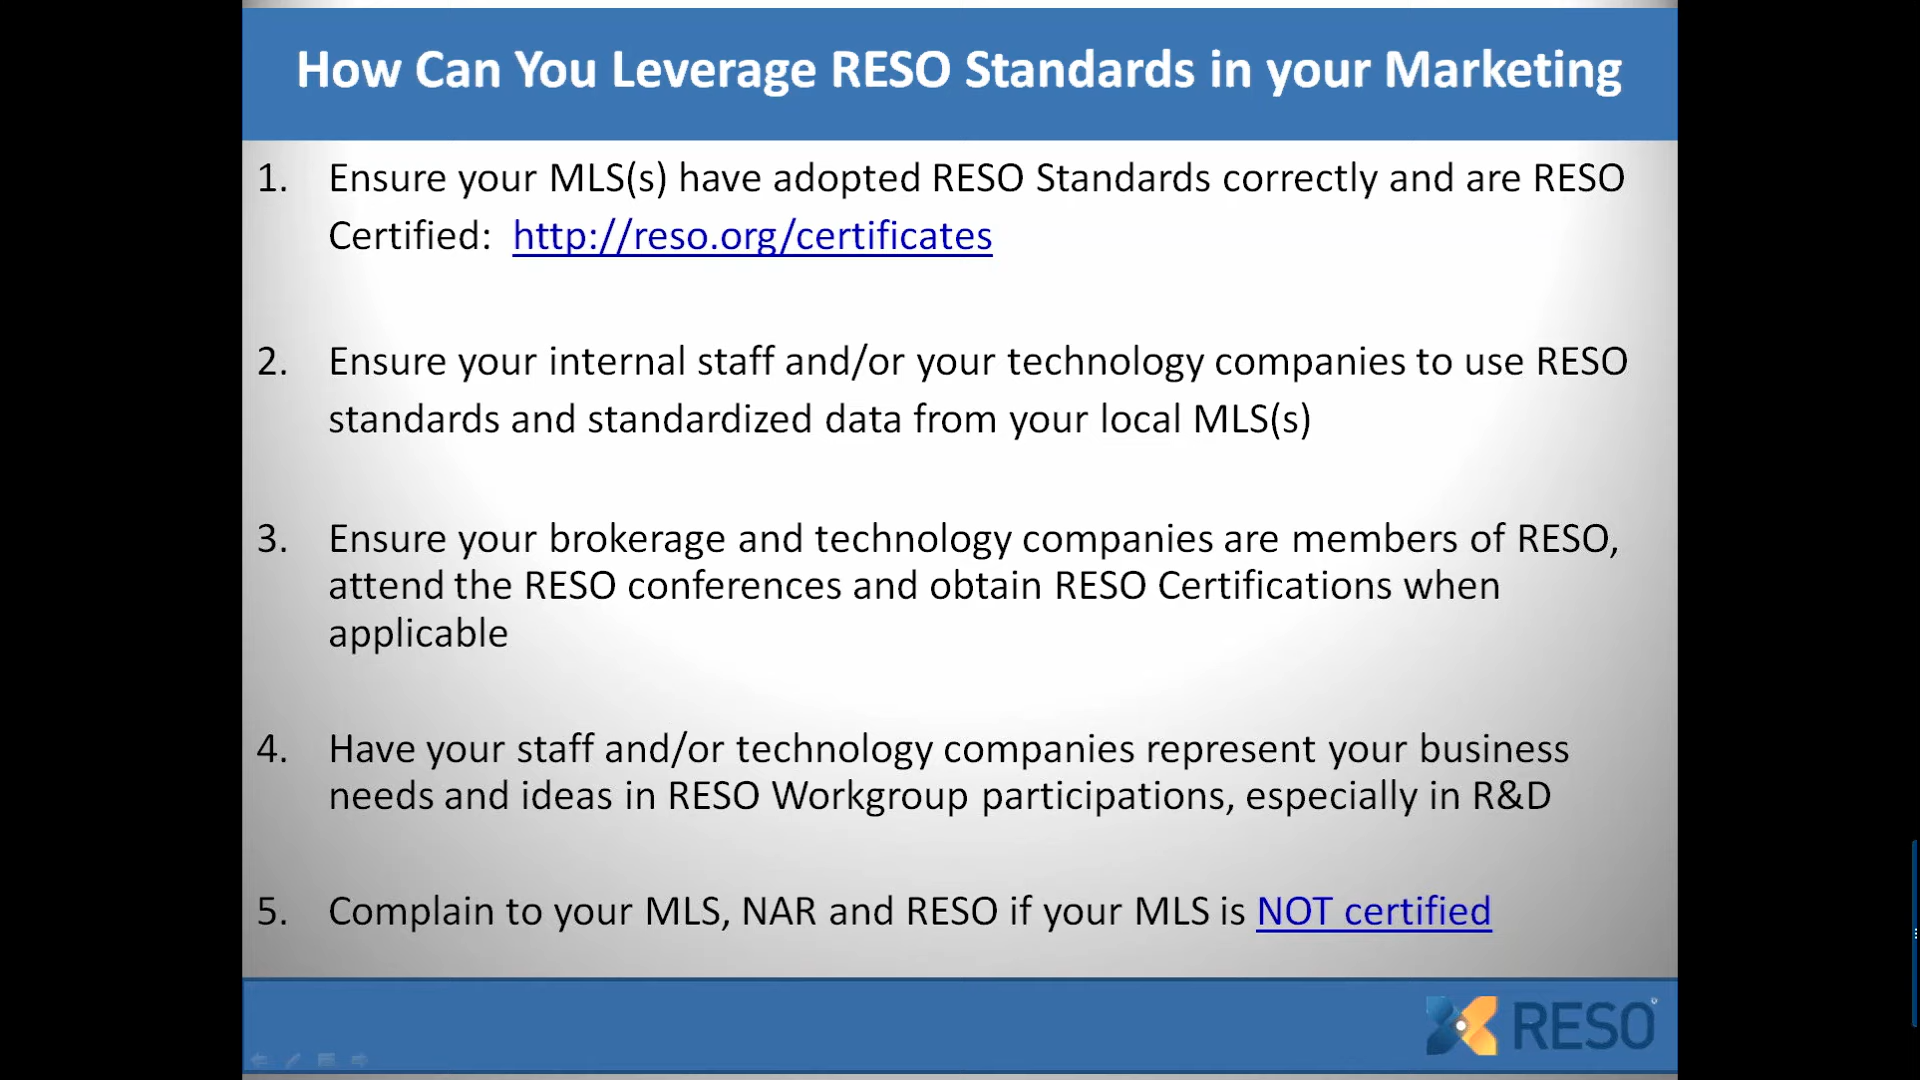 How Can You Leverage RESO Standards in your Marketing
1. Ensure your MLS(s) have adopted RESO Standards correctly and are RESO
Certified: http://reso.org/certificates
2. Ensure your internal staff and/or your technology companies to use RESO
standards and standardized data from your local MLS(s)
3. Ensure your brokerage and technology companies are members of RESO,
attend the RESO conferences and obtain RESO Certifications when
applicable
4. Have your staff and/or technology companies represent your business
needs and ideas in RESO Workgroup participations, especially in R&D
5. Complain to your MLS, NAR and RESO if your MLS is NOT certified
RESO